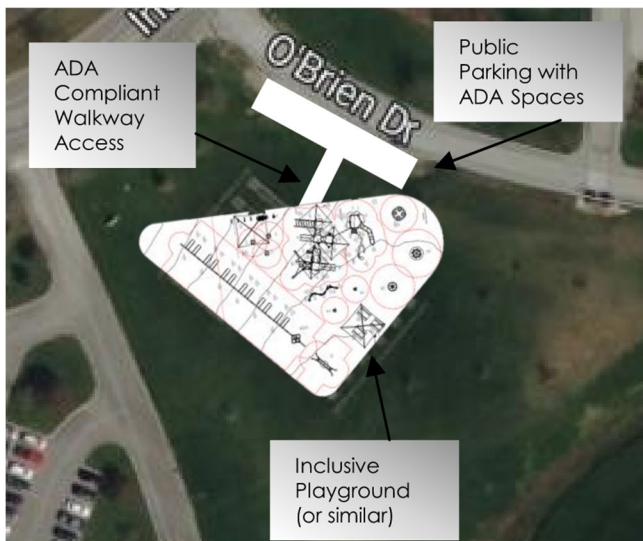 O'Brien Dr
ADA
Compliant
Walkway
Access
Public
Parking with
ADA Spaces
Inclusive
Playground
(or similar)